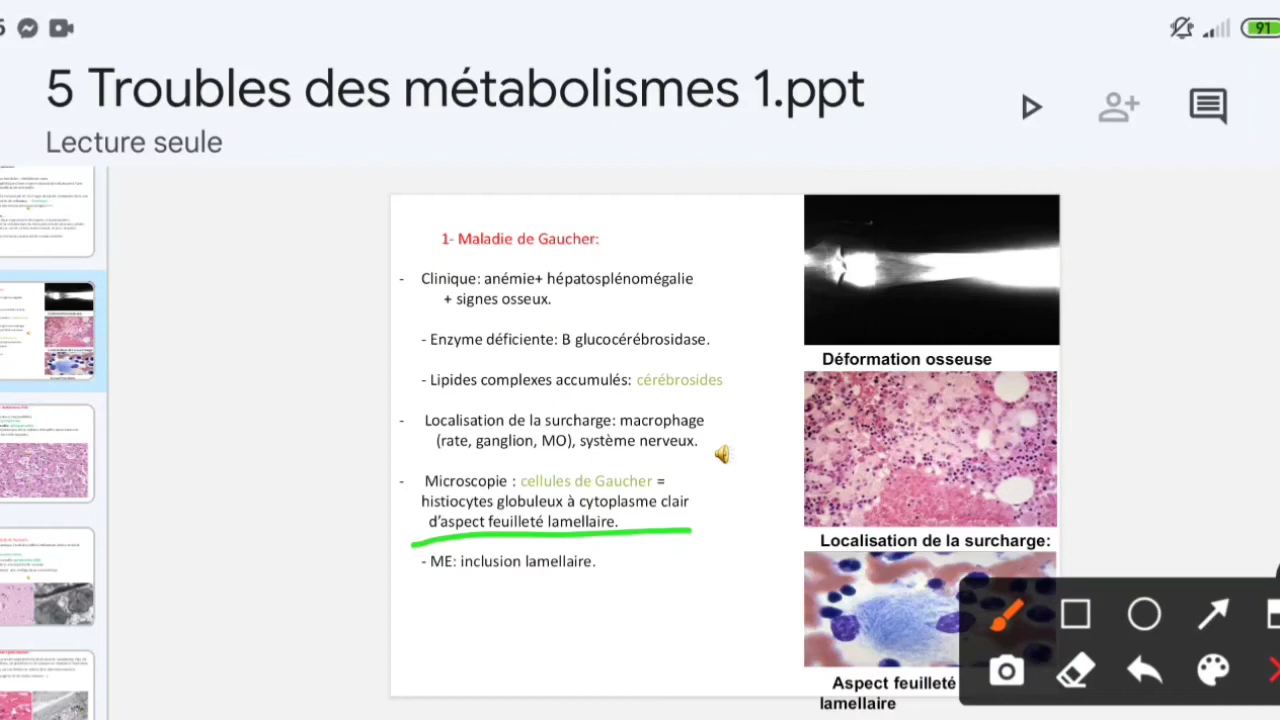 91
5 Troubles des métabolismes 1.ppt
Lecture seule
1- Maladie de Gaucher:
- Clinique: anémie+ hépatosplénomégalie
+ signes osseux.
- Enzyme déficiente: B glucocérébrosidase.
- Lipides complexes accumulés: cérébrosides
- Localisation de la surcharge: macrophage
(rate, ganglion, MO), système nerveux.
- Microscopie : cellules de Gaucher =
histiocytes globuleux à cytoplasme clair
d’aspect feuilleté lamellaire.
- ME: inclusion lamellaire.
Déformation osseuse
Localisation de la surcharge:
Aspect feuilleté
lamellaire